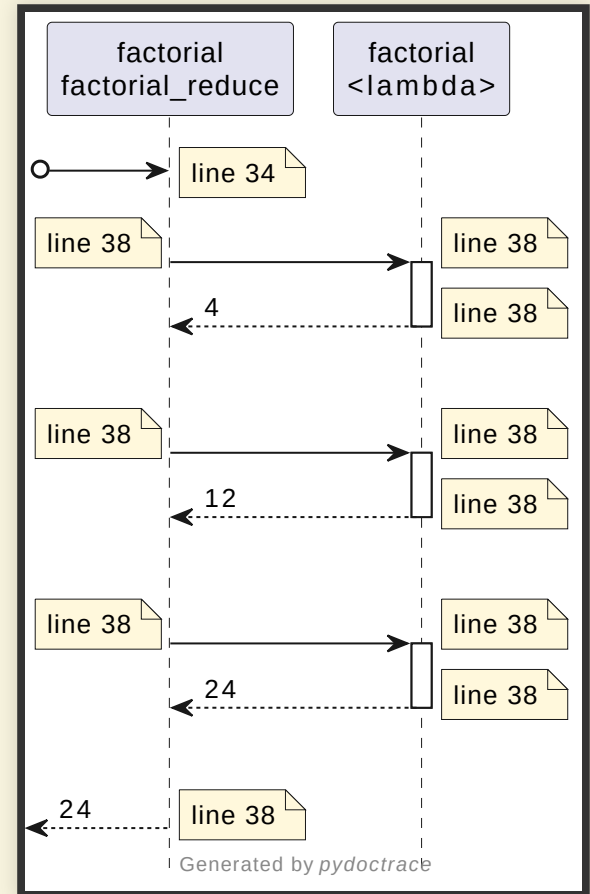 factorial
factorial_reduce
factorial
<lambda>
line 34
line 38
line 38
4
line 38
line 38
line 38
12
line 38
line 38
line 38
24
line 38
24
line 38
Generated by pydoctrace